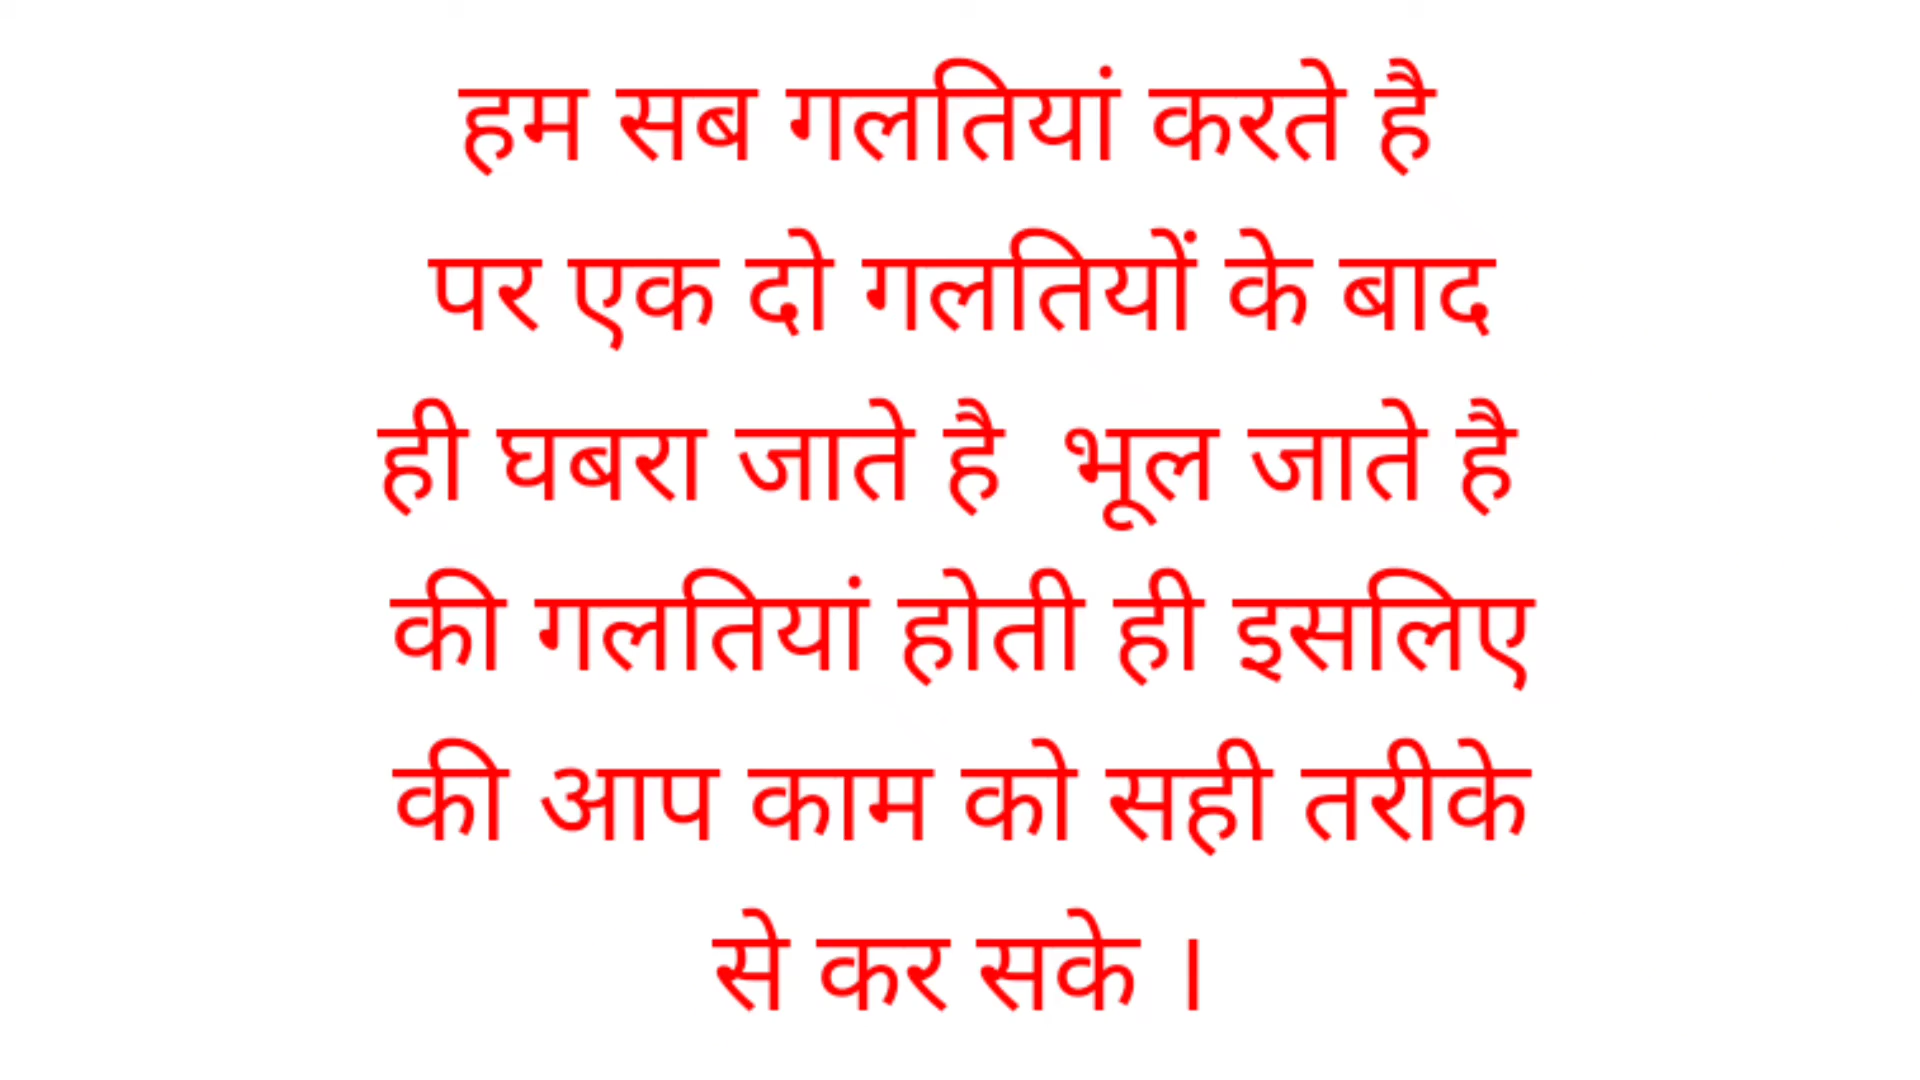 हम सब गलतियां करते है
पर एक दो गलतियों के बाद
ही घबरा जाते है  भूल जाते है
की गलतियां होती ही इसलिए
की आप काम को सही तरीके
से कर सके ।